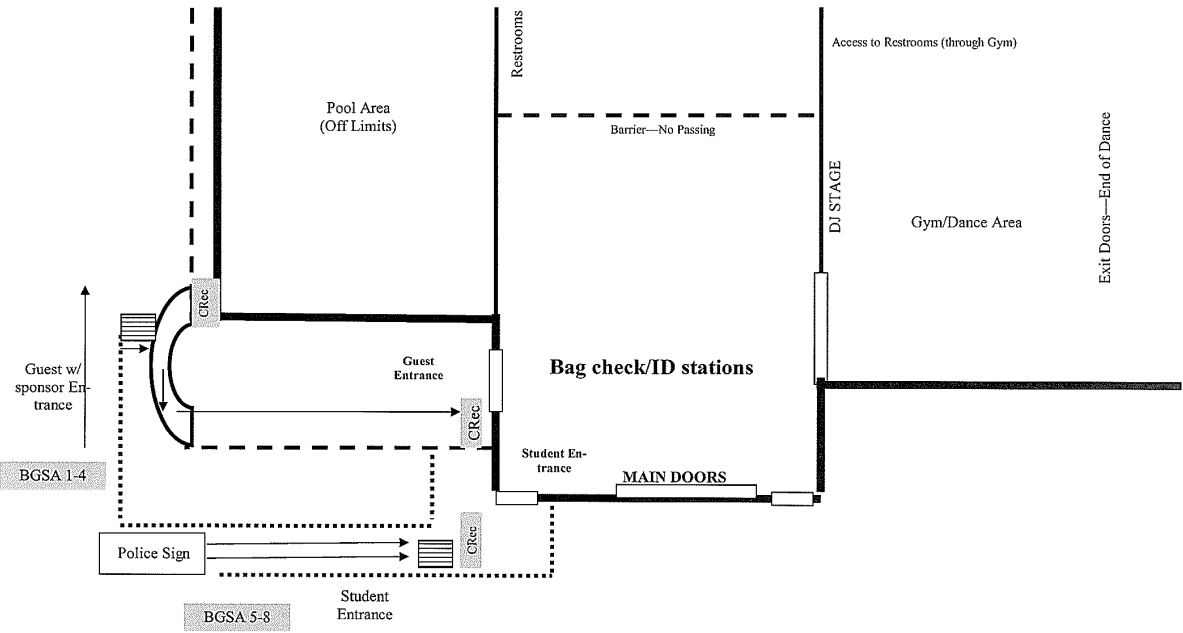 Restrooms
Access to Restrooms (through Gym)
Pool Area
(Off Limits)
Barrier—No Passing
DJ STAGE
Gym/Dance Area
Exit Doors—End of Dance
CRec
Guest w/
sponsor En-
trance
Guest
Entrance
Bag check/ID stations
CRec
BGSA 1-4
Student En-
trance
MAIN DOORS
Police Sign
CRec
Student
Entrance
BGSA 5-8